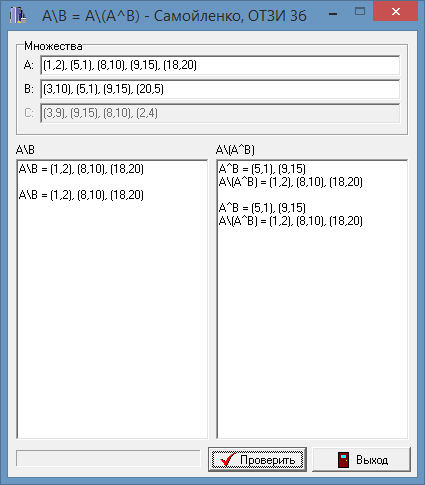 A\B = A\(A^B) - Самойленко, ОТЗИ 36
Множества
A: (1,2), (5,1), (8,10), (9,15), (18,20)
B: (3,10), (5,1), (9,15), (20,5)
C: (3,9), (9,15), (8,10), (2,4)
A\B
A\B = (1,2), (8,10), (18,20)
A\B = (1,2), (8,10), (18,20)
A\(A^B)
A^B = (5,1), (9,15)
A\(A^B) = (1,2), (8,10), (18,20)
A^B = (5,1), (9,15)
A\(A^B) = (1,2), (8,10), (18,20)
Проверить
Выход